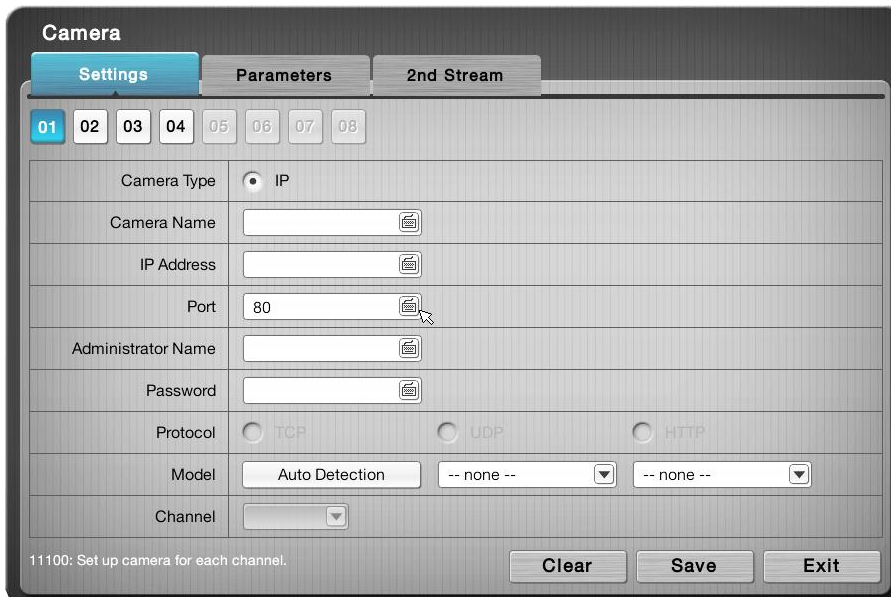 Camera
Settings Parameters 2nd Stream
01 02 03 04 05 06 07 08
Camera Type IP
Camera Name
IP Address
Port 80
Administrator Name
Password
Protocol TCP UDP HTTP
Model Auto Detection -- none -- -- none --
Channel
11100: Set up camera for each channel.
Clear Save Exit